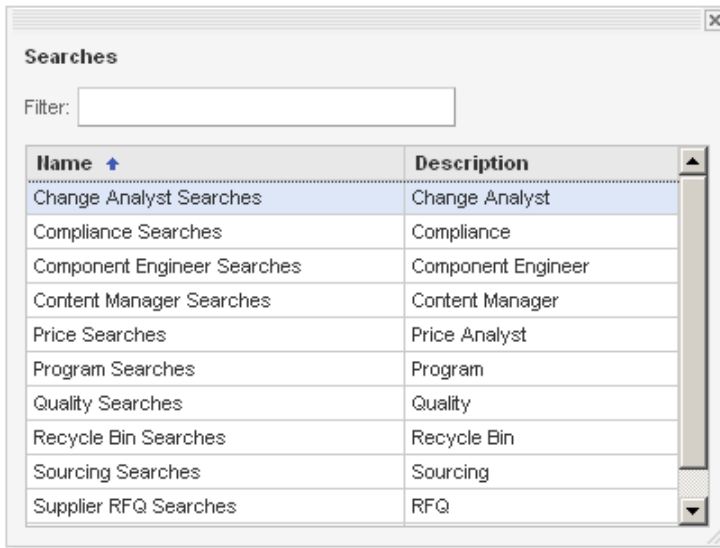 Searches
Filter:
Name Description
Change Analyst Searches Change Analyst
Compliance Searches Compliance
Component Engineer Searches Component Engineer
Content Manager Searches Content Manager
Price Searches Price Analyst
Program Searches Program
Quality Searches Quality
Recycle Bin Searches Recycle Bin
Sourcing Searches Sourcing
Supplier RFQ Searches RFQ